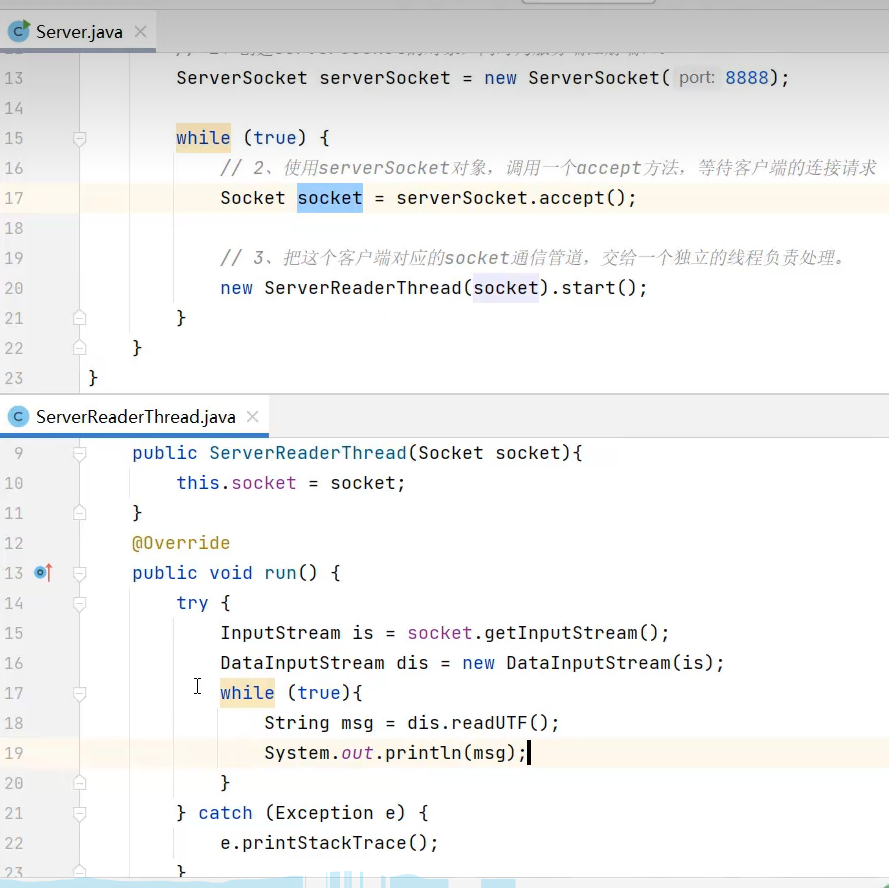 Server.java
13 ServerSocket serverSocket = new ServerSocket( port: 8888);
14
15 while (true) {
16 // 2、使用serverSocket对象，调用一个accept方法，等待客户端的连接请求
17 Socket socket = serverSocket.accept();
18
19 // 3、把这个客户端对应的socket通信管道，交给一个独立的线程负责处理。
20 new ServerReaderThread(socket).start();
21 }
22 }
23 }
ServerReaderThread.java
9 public ServerReaderThread(Socket socket){
10 this.socket = socket;
11 }
12 @Override
13 public void run() {
14 try {
15 InputStream is = socket.getInputStream();
16 DataInputStream dis = new DataInputStream(is);
17 while (true){
18 String msg = dis.readUTF();
19 System.out.println(msg);
20 }
21 } catch (Exception e) {
22 e.printStackTrace();
23 }